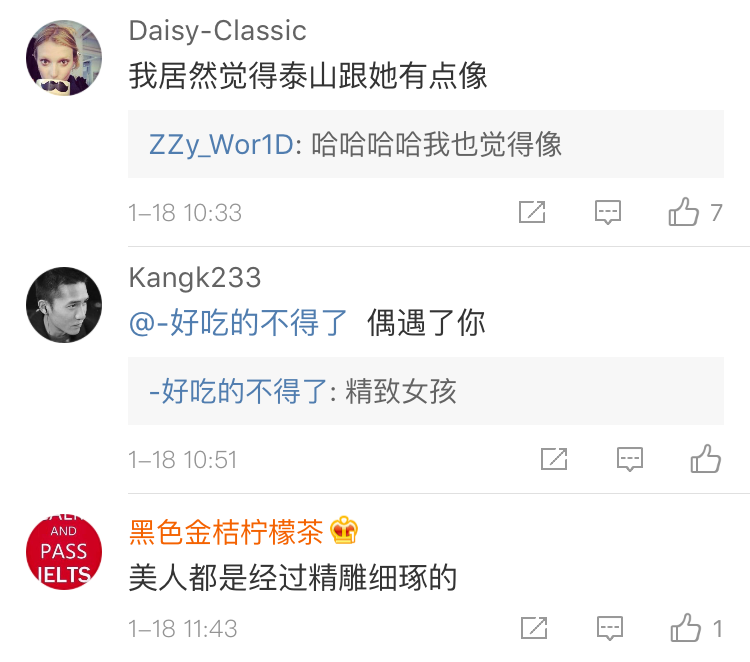 Daisy-Classic
我居然觉得泰山跟她有点像
ZZy_Wor1D: 哈哈哈哈我也觉得像
1-18 10:33
7
Kangk233
@-好吃的不得了 偶遇了你
-好吃的不得了: 精致女孩
1-18 10:51
AND
PASS
IELTS
黑色金桔柠檬茶
美人都是经过精雕细琢的
1-18 11:43
1